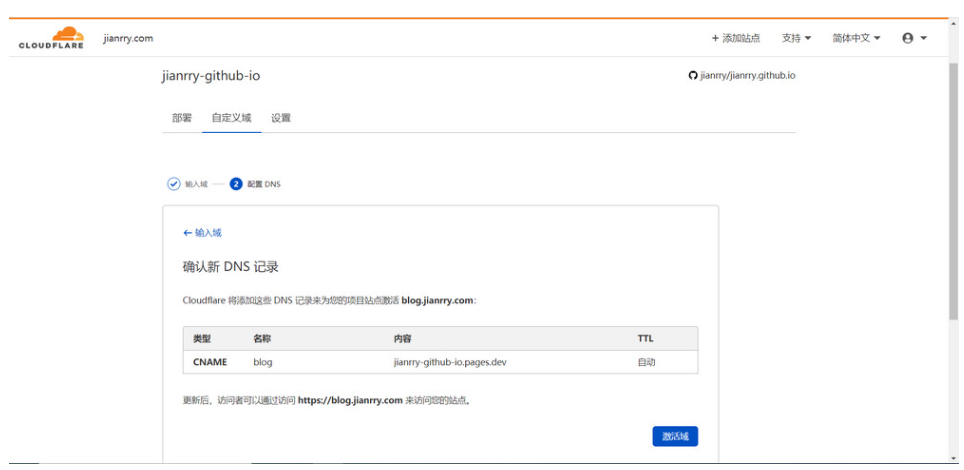 CLOUDFLARE jianrry.com + 添加站点 支持 简体中文
jianrry-github-io jianrry/jianrry.github.io
部署 自定义域 设置
输入域 2 配置 DNS
← 输入域
确认新 DNS 记录
Cloudflare 将添加这些 DNS 记录来为您的项目站点激活 blog.jianrry.com:
类型 名称 内容 TTL
CNAME blog jianrry-github-io.pages.dev 自动
更新后，访问者可以通过访问 https://blog.jianrry.com 来访问您的站点。
激活域